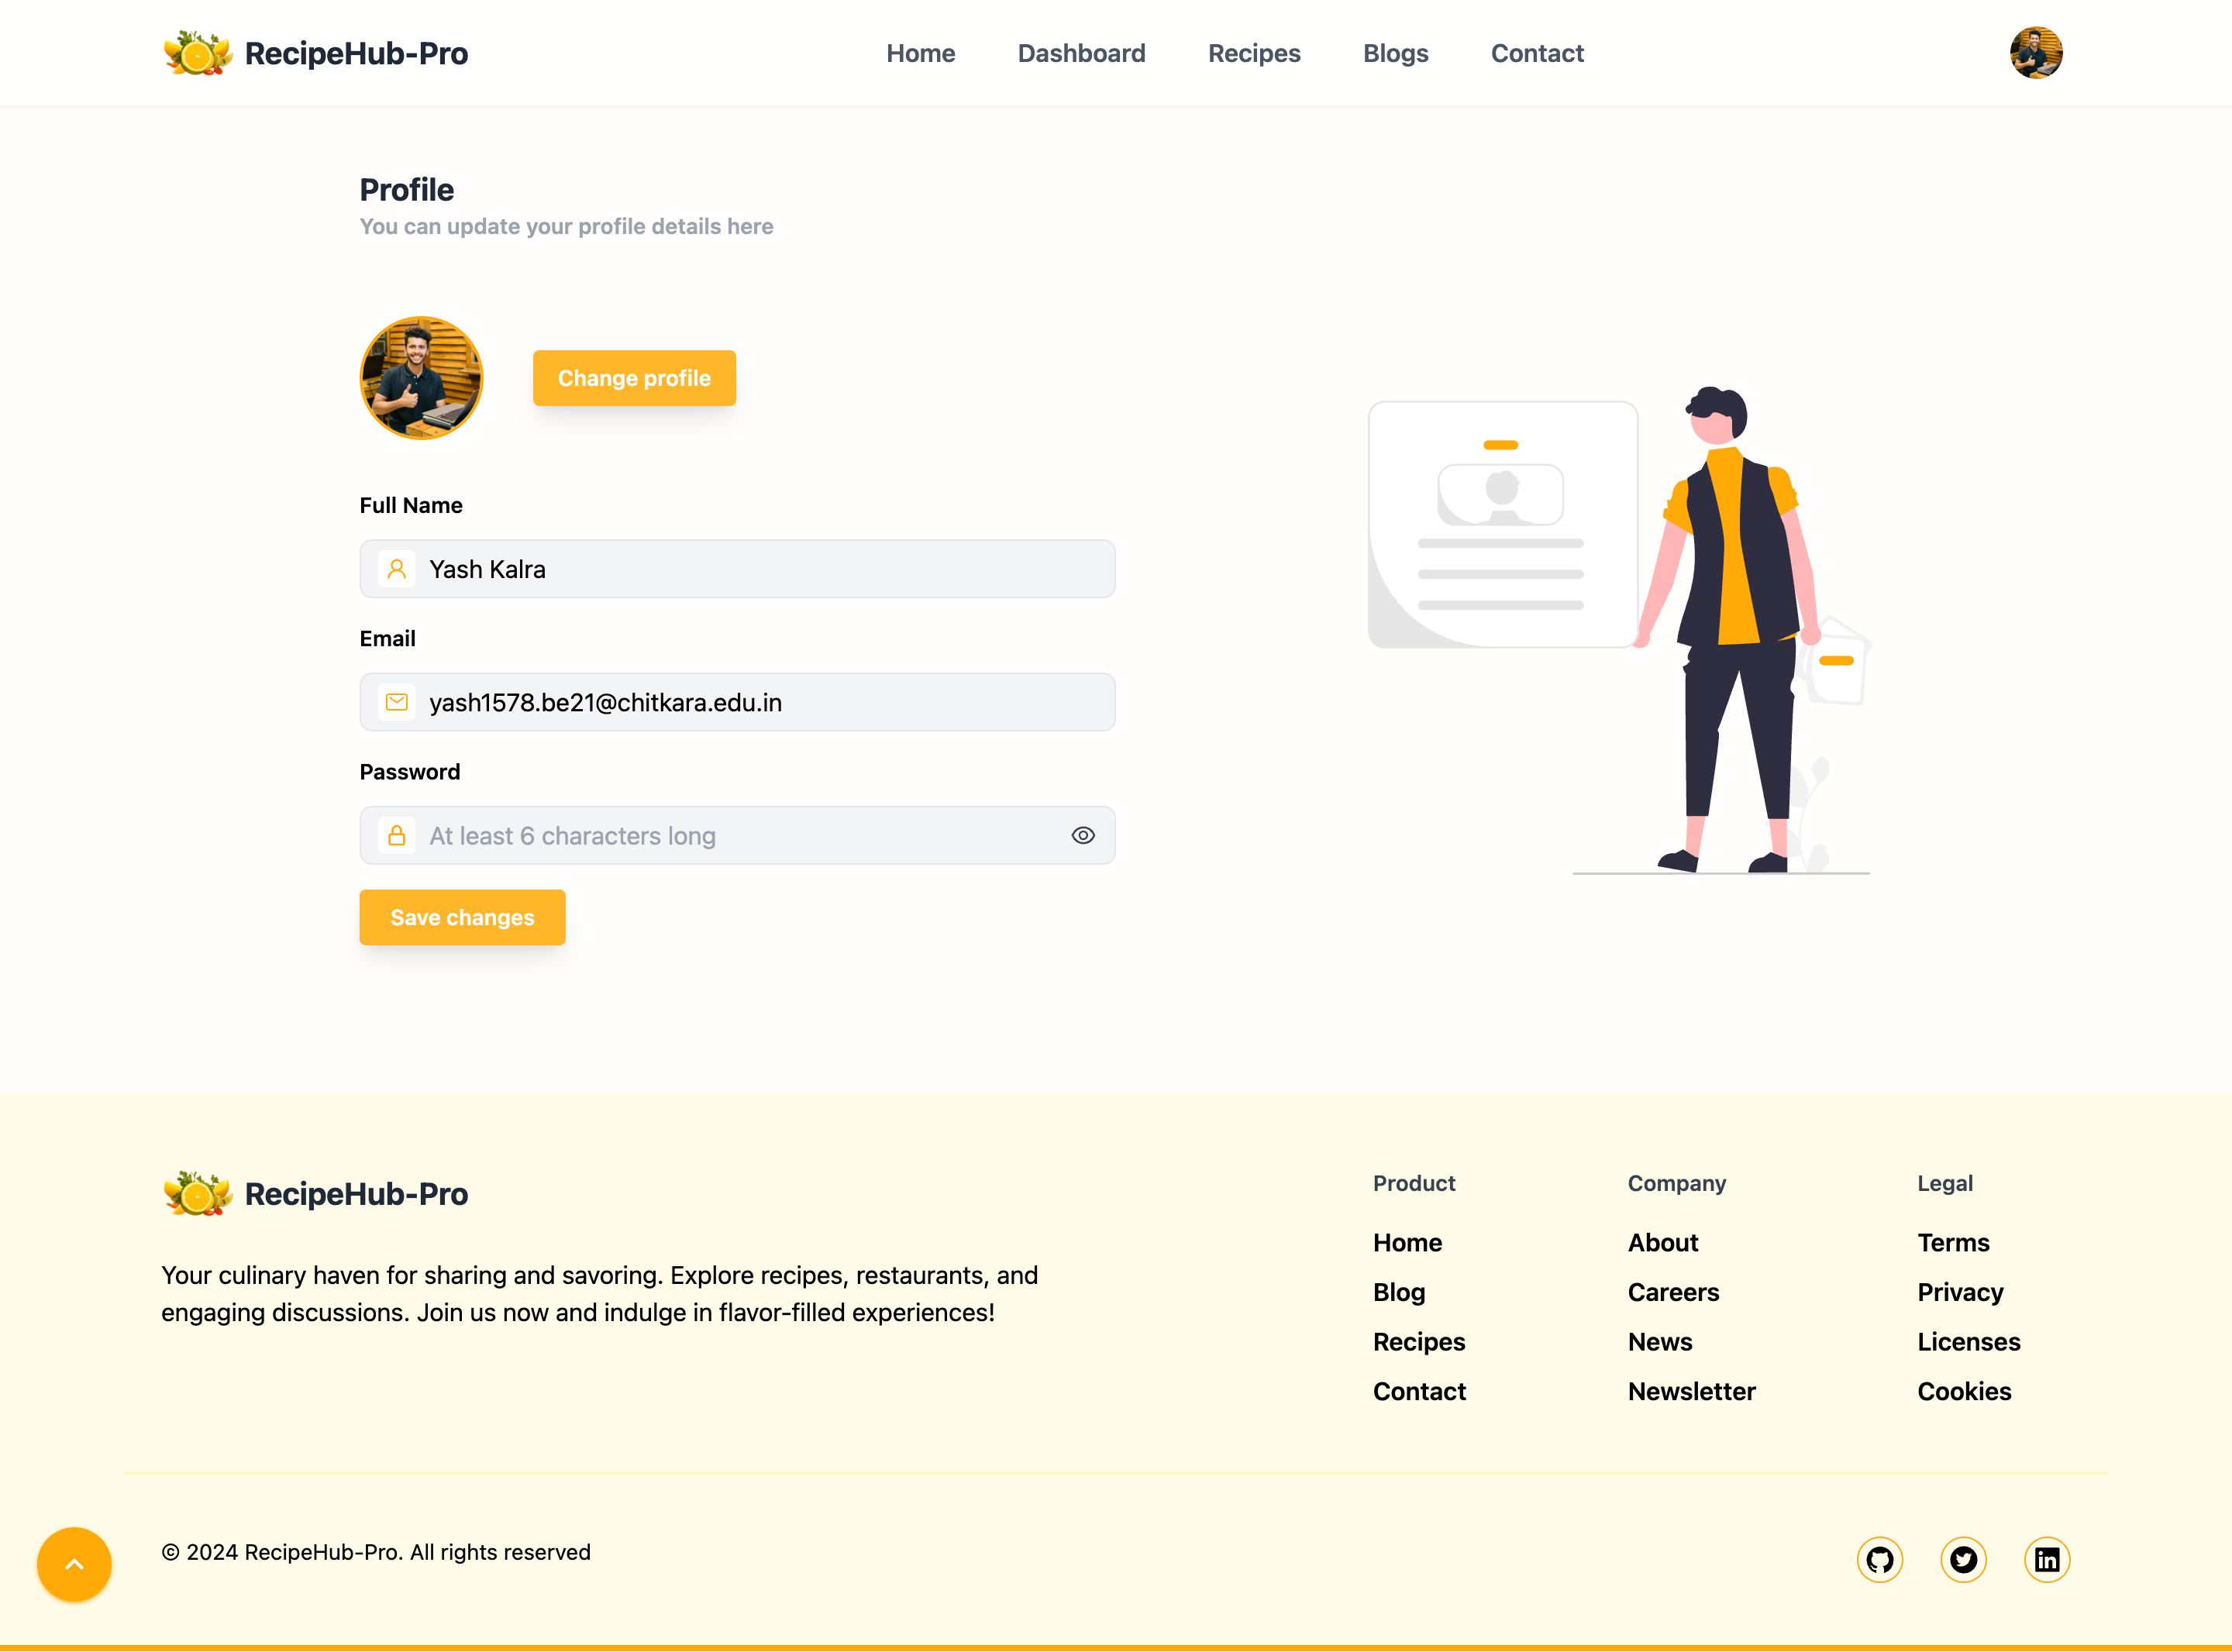 RecipeHub-Pro
Home
Dashboard
Recipes
Blogs
Contact
Profile
You can update your profile details here
Change profile
Full Name
Yash Kalra
Email
yash1578.be21@chitkara.edu.in
Password
At least 6 characters long
Save changes
RecipeHub-Pro
Your culinary haven for sharing and savoring. Explore recipes, restaurants, and
engaging discussions. Join us now and indulge in flavor-filled experiences!
Product
Home
Blog
Recipes
Contact
Company
About
Careers
News
Newsletter
Legal
Terms
Privacy
Licenses
Cookies
© 2024 RecipeHub-Pro. All rights reserved
in